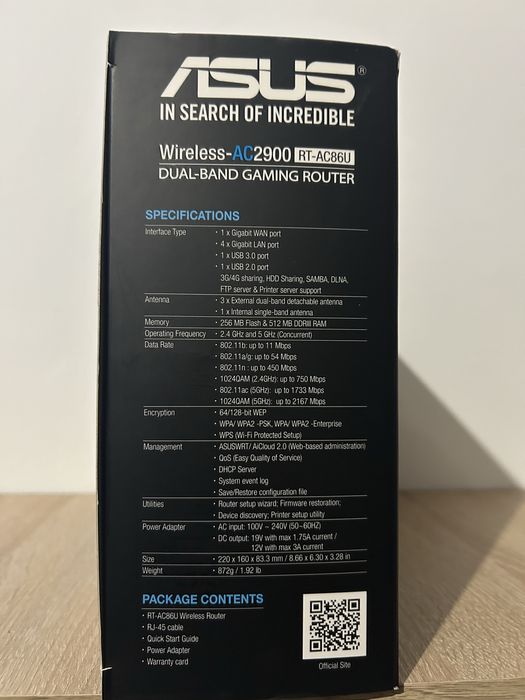 ASUS®
IN SEARCH OF INCREDIBLE
Wireless-AC2900 RT-AC86U
DUAL-BAND GAMING ROUTER
SPECIFICATIONS
Interface Type • 1 x Gigabit WAN port
• 4 x Gigabit LAN port
• 1 x USB 3.0 port
• 1 x USB 2.0 port
3G/4G sharing, HDD Sharing, SAMBA, DLNA,
FTP server & Printer server support
Antenna • 3 x External dual-band detachable antenna
• 1 x Internal single-band antenna
Memory • 256 MB Flash & 512 MB DDRIII RAM
Operating Frequency • 2.4 GHz and 5 GHz (Concurrent)
Data Rate • 802.11b: up to 11 Mbps
• 802.11a/g: up to 54 Mbps
• 802.11n : up to 450 Mbps
• 1024QAM (2.4GHz): up to 750 Mbps
• 802.11ac (5GHz): up to 1733 Mbps
• 1024QAM (5GHz): up to 2167 Mbps
Encryption • 64/128-bit WEP
• WPA/ WPA2 -PSK, WPA/ WPA2 -Enterprise
• WPS (Wi-Fi Protected Setup)
Management • ASUSWRT/ AiCloud 2.0 (Web-based administration)
• QoS (Easy Quality of Service)
• DHCP Server
• System event log
• Save/Restore configuration file
Utilities • Router setup wizard; Firmware restoration;
• Device discovery; Printer setup utility
Power Adapter • AC input: 100V ~ 240V (50~60HZ)
• DC output: 19V with max 1.75A current /
12V with max 3A current
Size • 220 x 160 x 83.3 mm / 8.66 x 6.30 x 3.28 in
Weight • 872g / 1.92 lb
PACKAGE CONTENTS
• RT-AC86U Wireless Router
• RJ-45 cable
• Quick Start Guide
• Power Adapter
• Warranty card
Official Site